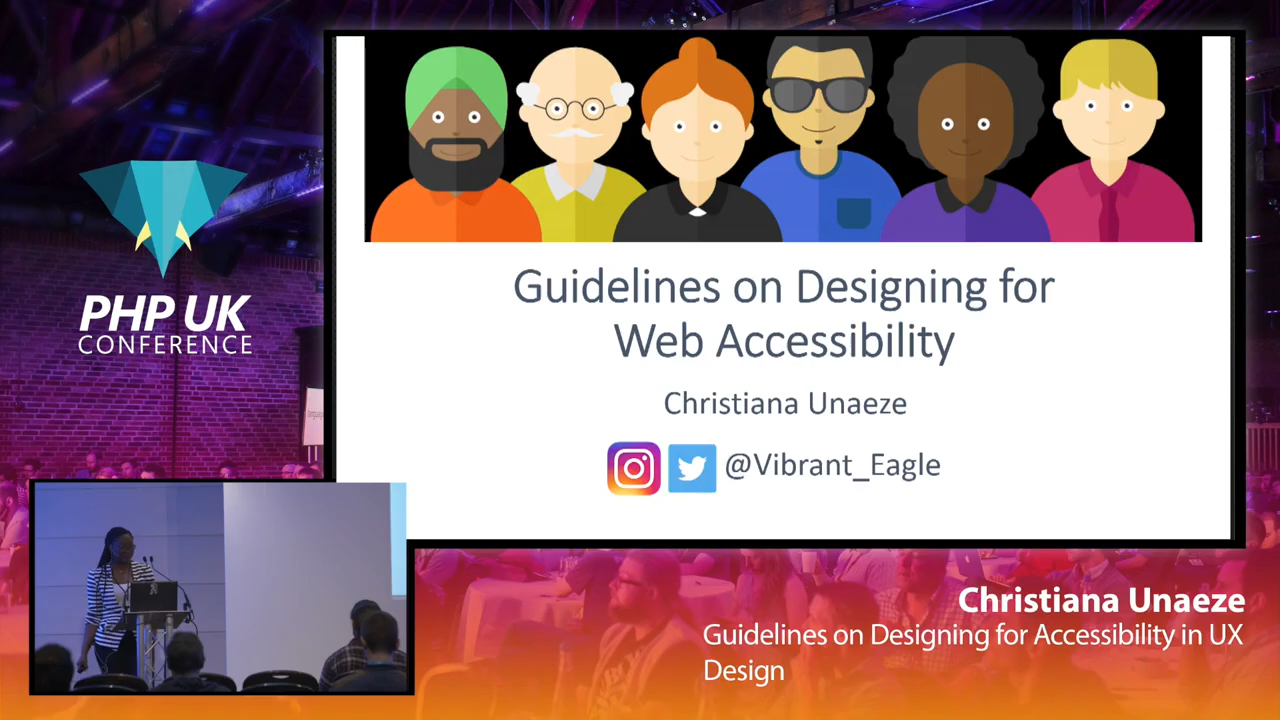 PHP UK
CONFERENCE
Guidelines on Designing for
Web Accessibility
Christiana Unaeze
@Vibrant_Eagle
Christiana Unaeze
Guidelines on Designing for Accessibility in UX
Design